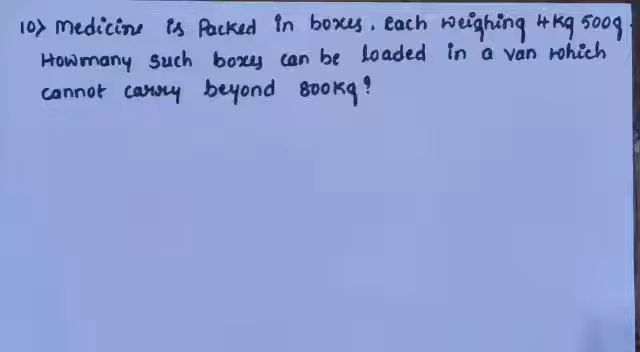 10) Medicine is Packed in boxes, each weighing 4Kg 500g.
Howmany such boxes can be loaded in a van which
cannot carry beyond 800Kg?